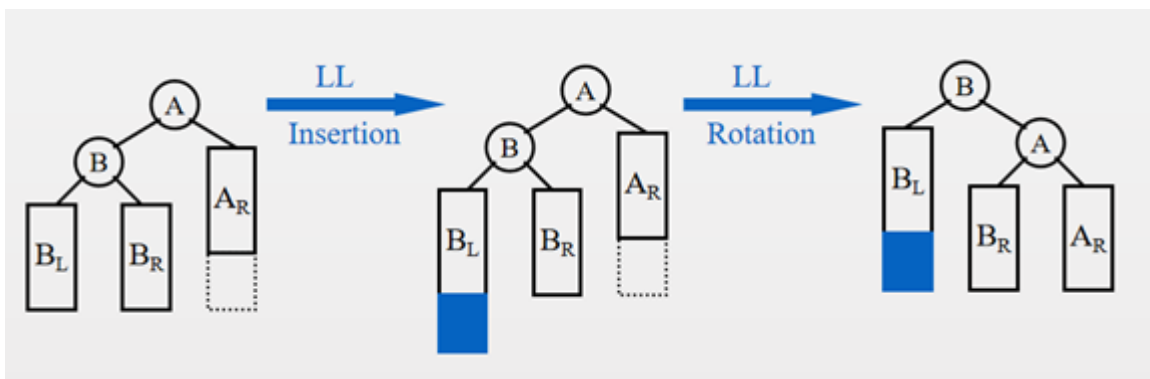 A
B
A_R
B_L
B_R
LL
Insertion
A
B
A_R
B_L
B_R
LL
Rotation
B
A
B_L
B_R
A_R